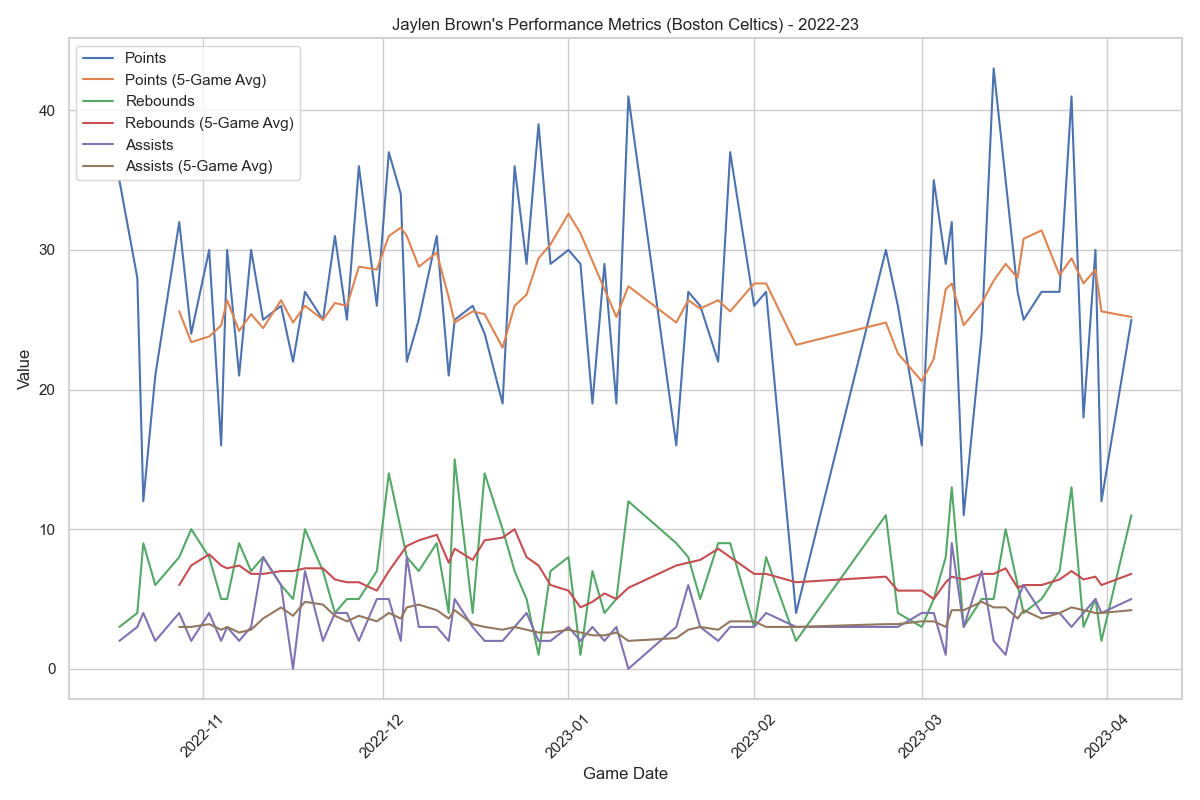 Jaylen Brown's Performance Metrics (Boston Celtics) - 2022-23
Points
Points (5-Game Avg)
Rebounds
Rebounds (5-Game Avg)
Assists
Assists (5-Game Avg)
Value
40
30
20
10
0
2022-11
2022-12
2023-01
2023-02
2023-03
2023-04
Game Date